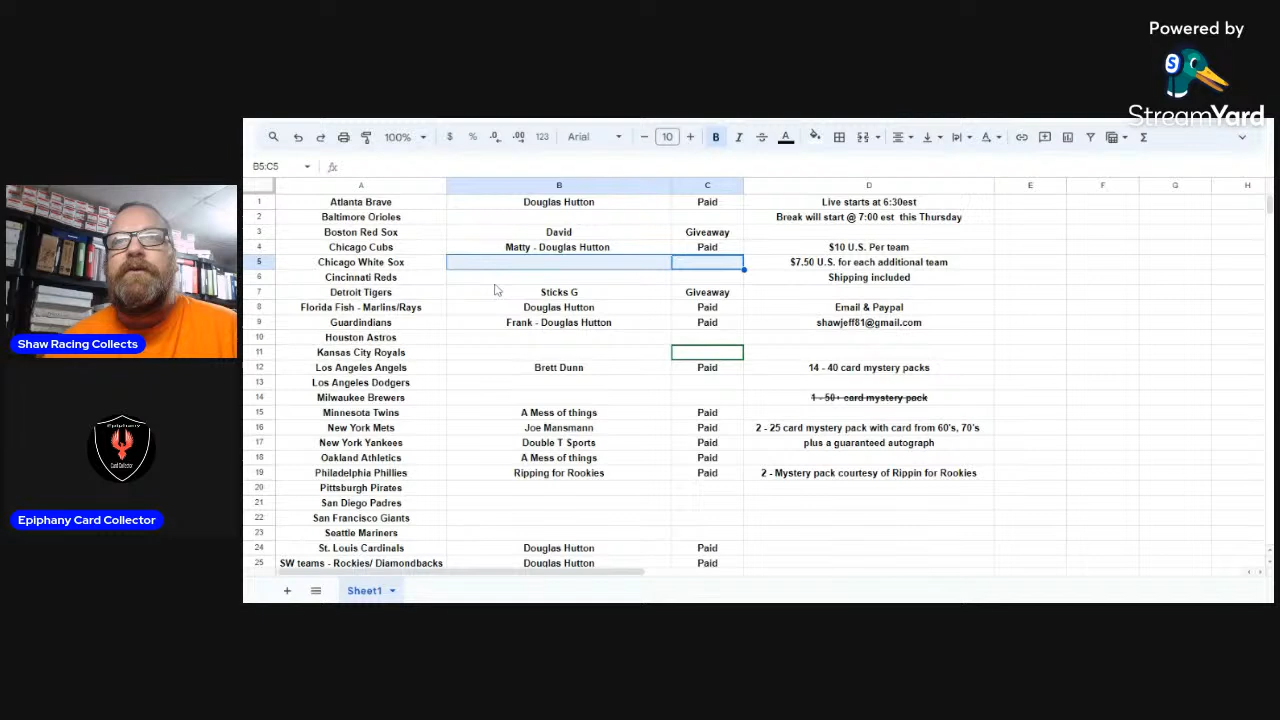 Powered by
S
StreamYard
100%
$ % .0 .00 123
Arial
10
B I A
B5:C5
fx
A B C D E F G H
1 Atlanta Brave Douglas Hutton Paid Live starts at 6:30est
2 Baltimore Orioles Break will start @ 7:00 est this Thursday
3 Boston Red Sox David Giveaway
4 Chicago Cubs Matty - Douglas Hutton Paid $10 U.S. Per team
5 Chicago White Sox $7.50 U.S. for each additional team
6 Cincinnati Reds Shipping included
7 Detroit Tigers Sticks G Giveaway
8 Florida Fish - Marlins/Rays Douglas Hutton Paid Email & Paypal
9 Guardindians Frank - Douglas Hutton Paid shawjeff81@gmail.com
10 Houston Astros
11 Kansas City Royals
12 Los Angeles Angels Brett Dunn Paid 14 - 40 card mystery packs
13 Los Angeles Dodgers
14 Milwaukee Brewers 1 - 50+ card mystery pack
15 Minnesota Twins A Mess of things Paid
16 New York Mets Joe Mansmann Paid 2 - 25 card mystery pack with card from 60's, 70's
17 New York Yankees Double T Sports Paid plus a guaranteed autograph
18 Oakland Athletics A Mess of things Paid
19 Philadelphia Phillies Ripping for Rookies Paid 2 - Mystery pack courtesy of Rippin for Rookies
20 Pittsburgh Pirates
21 San Diego Padres
22 San Francisco Giants
23 Seattle Mariners
24 St. Louis Cardinals Douglas Hutton Paid
25 SW teams - Rockies/ Diamondbacks Douglas Hutton Paid
Sheet1
Shaw Racing Collects
Epiphany
Card Collector
Epiphany Card Collector